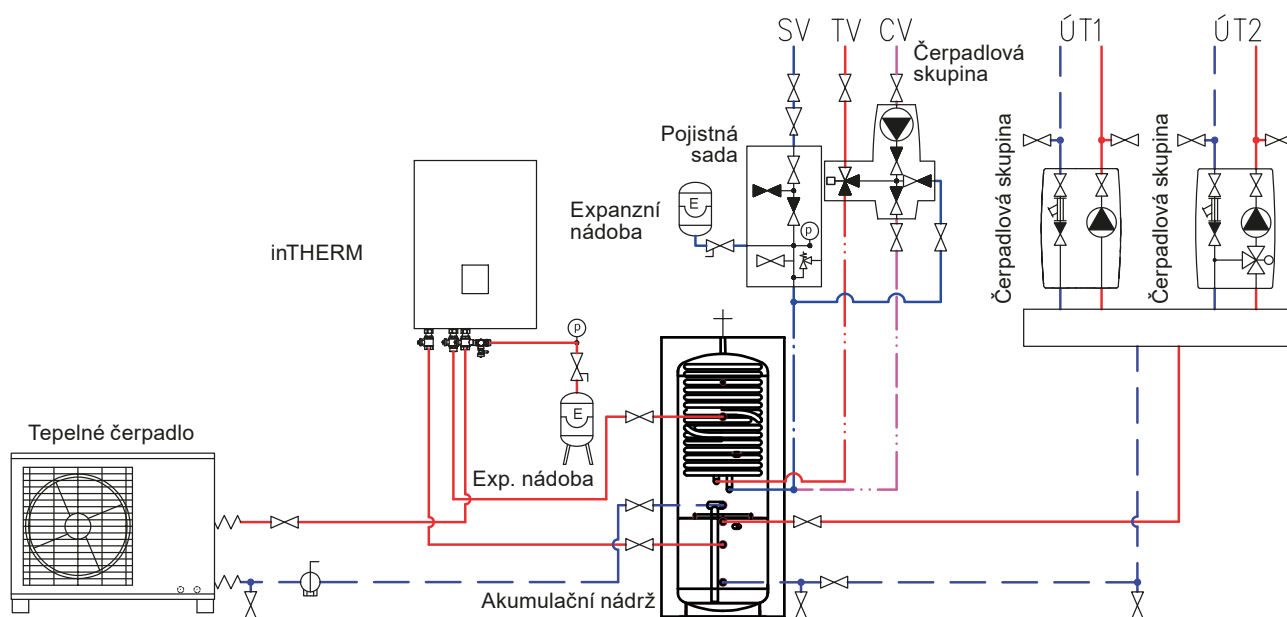 SV
TV
CV
ÚT1
ÚT2
Čerpadlová
skupina
Pojistná
sada
Čerpadlová skupina
Čerpadlová skupina
E
p
Expanzní
nádoba
inTHERM
p
E
Tepelné čerpadlo
Exp. nádoba
Akumulační nádrž